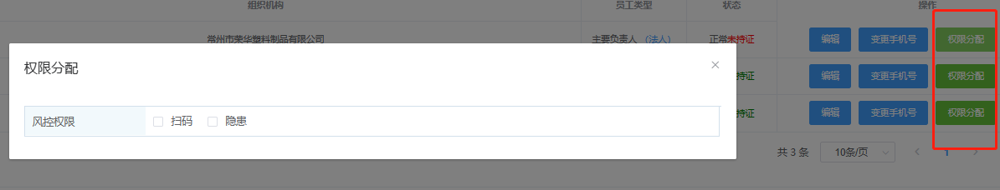 组织机构 员工类型 状态 操作
常州市荣华塑料制品有限公司 主要负责人 （法人） 正常未持证 编辑 变更手机号 权限分配
权限分配
持证 编辑 变更手机号 权限分配
风控权限 扫码 隐患
持证 编辑 变更手机号 权限分配
共 3 条 10条/页 1